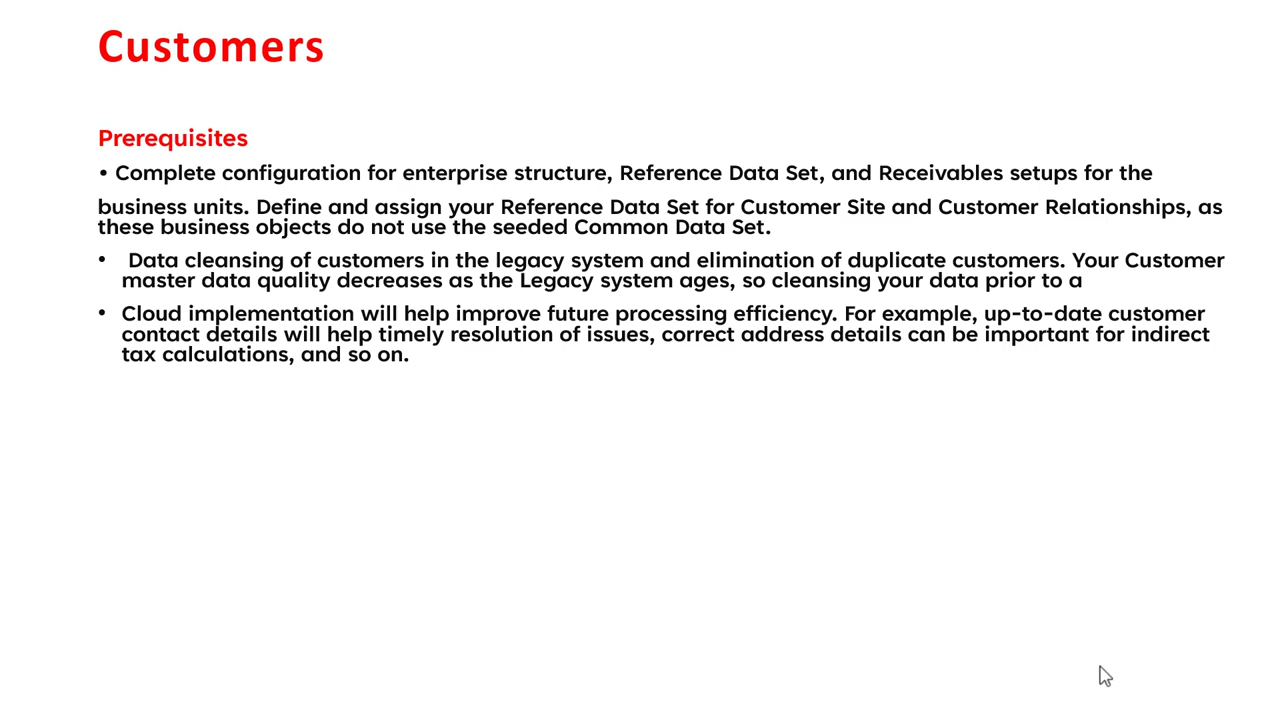 Customers
Prerequisites
• Complete configuration for enterprise structure, Reference Data Set, and Receivables setups for the
business units. Define and assign your Reference Data Set for Customer Site and Customer Relationships, as
these business objects do not use the seeded Common Data Set.
• Data cleansing of customers in the legacy system and elimination of duplicate customers. Your Customer
master data quality decreases as the Legacy system ages, so cleansing your data prior to a
• Cloud implementation will help improve future processing efficiency. For example, up-to-date customer
contact details will help timely resolution of issues, correct address details can be important for indirect
tax calculations, and so on.